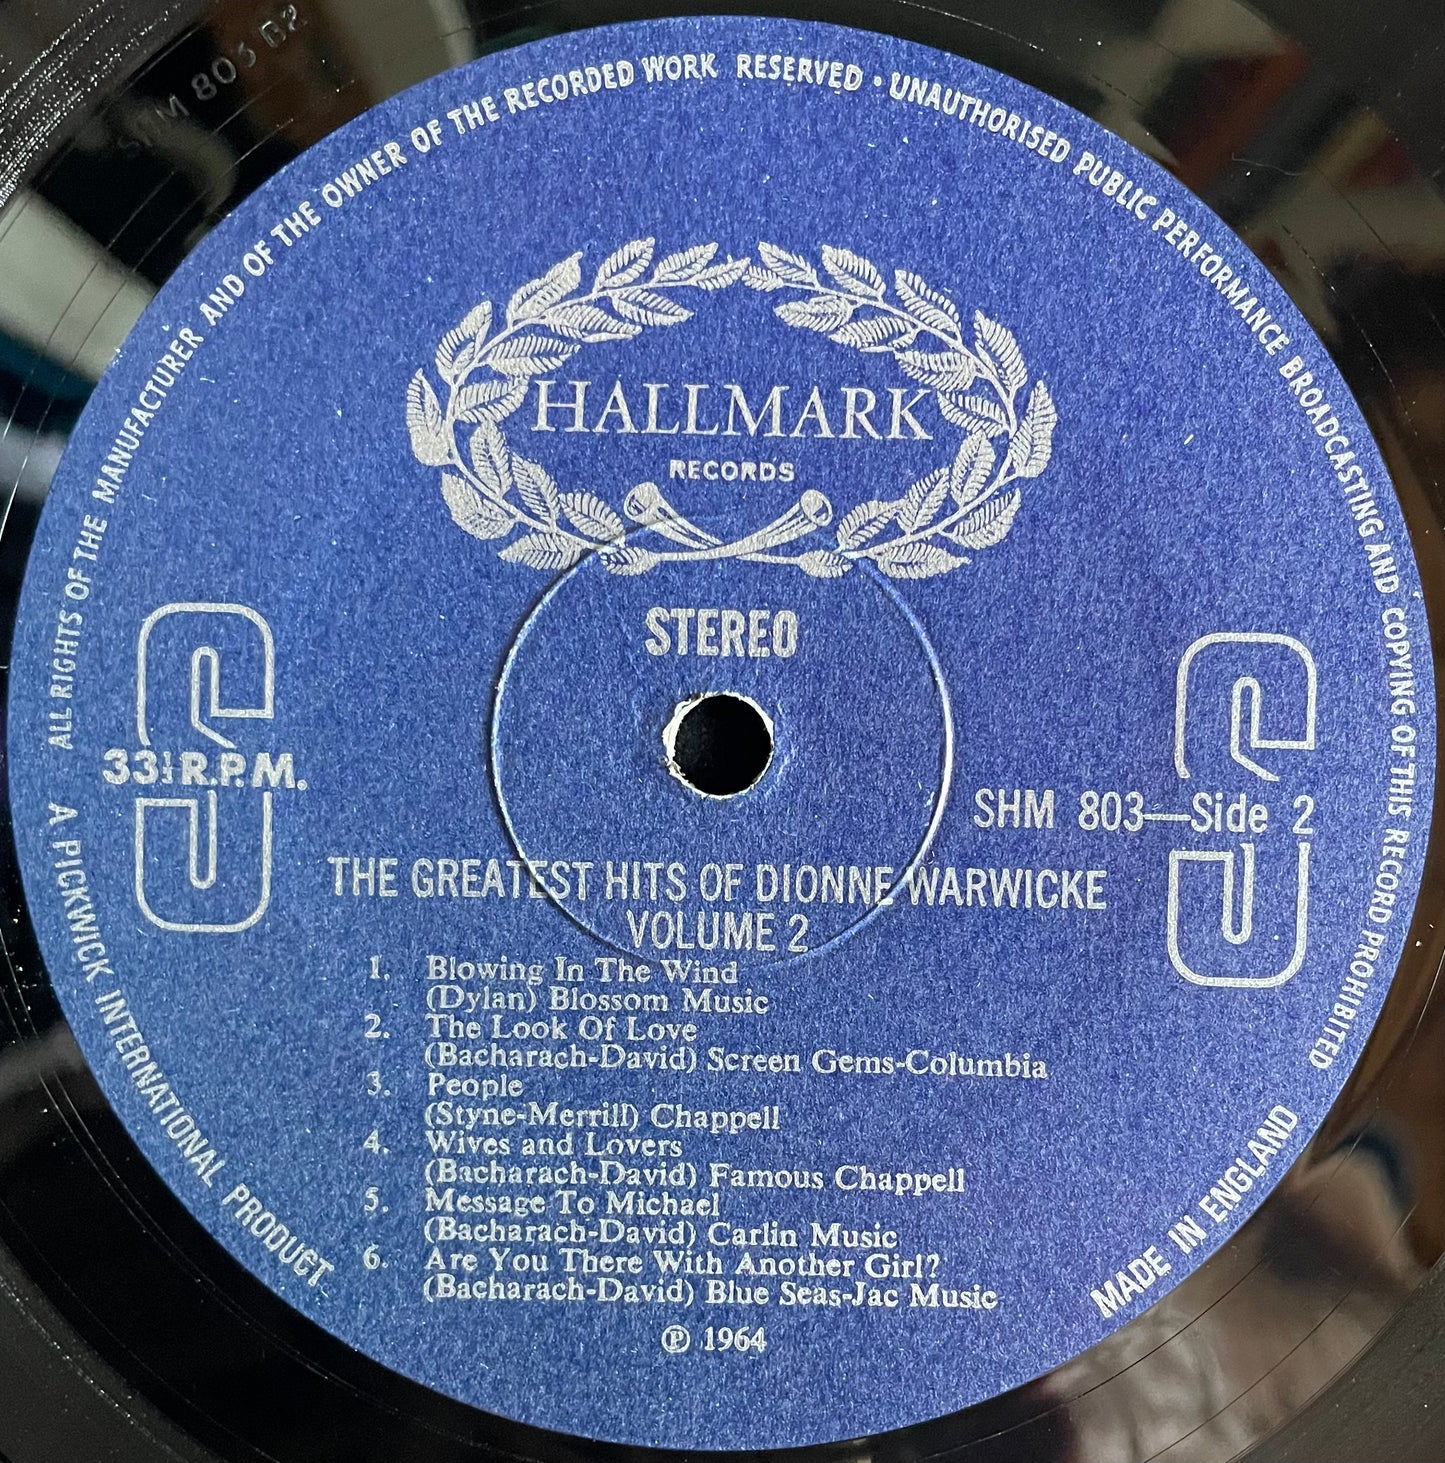 SHM 803 B2
ALL RIGHTS OF THE MANUFACTURER AND OF THE OWNER OF THE RECORDED WORK RESERVED · UNAUTHORISED PUBLIC PERFORMANCE BROADCASTING AND COPYING OF THIS RECORD PROHIBITED
HALLMARK
RECORDS
STEREO
33⅓ R.P.M.
SHM 803—Side 2
THE GREATEST HITS OF DIONNE WARWICKE
VOLUME 2
1. Blowing In The Wind
(Dylan) Blossom Music
2. The Look Of Love
(Bacharach-David) Screen Gems-Columbia
3. People
(Styne-Merrill) Chappell
4. Wives and Lovers
(Bacharach-David) Famous Chappell
5. Message To Michael
(Bacharach-David) Carlin Music
6. Are You There With Another Girl?
(Bacharach-David) Blue Seas-Jac Music
℗ 1964
A PICKWICK INTERNATIONAL PRODUCT
MADE IN ENGLAND